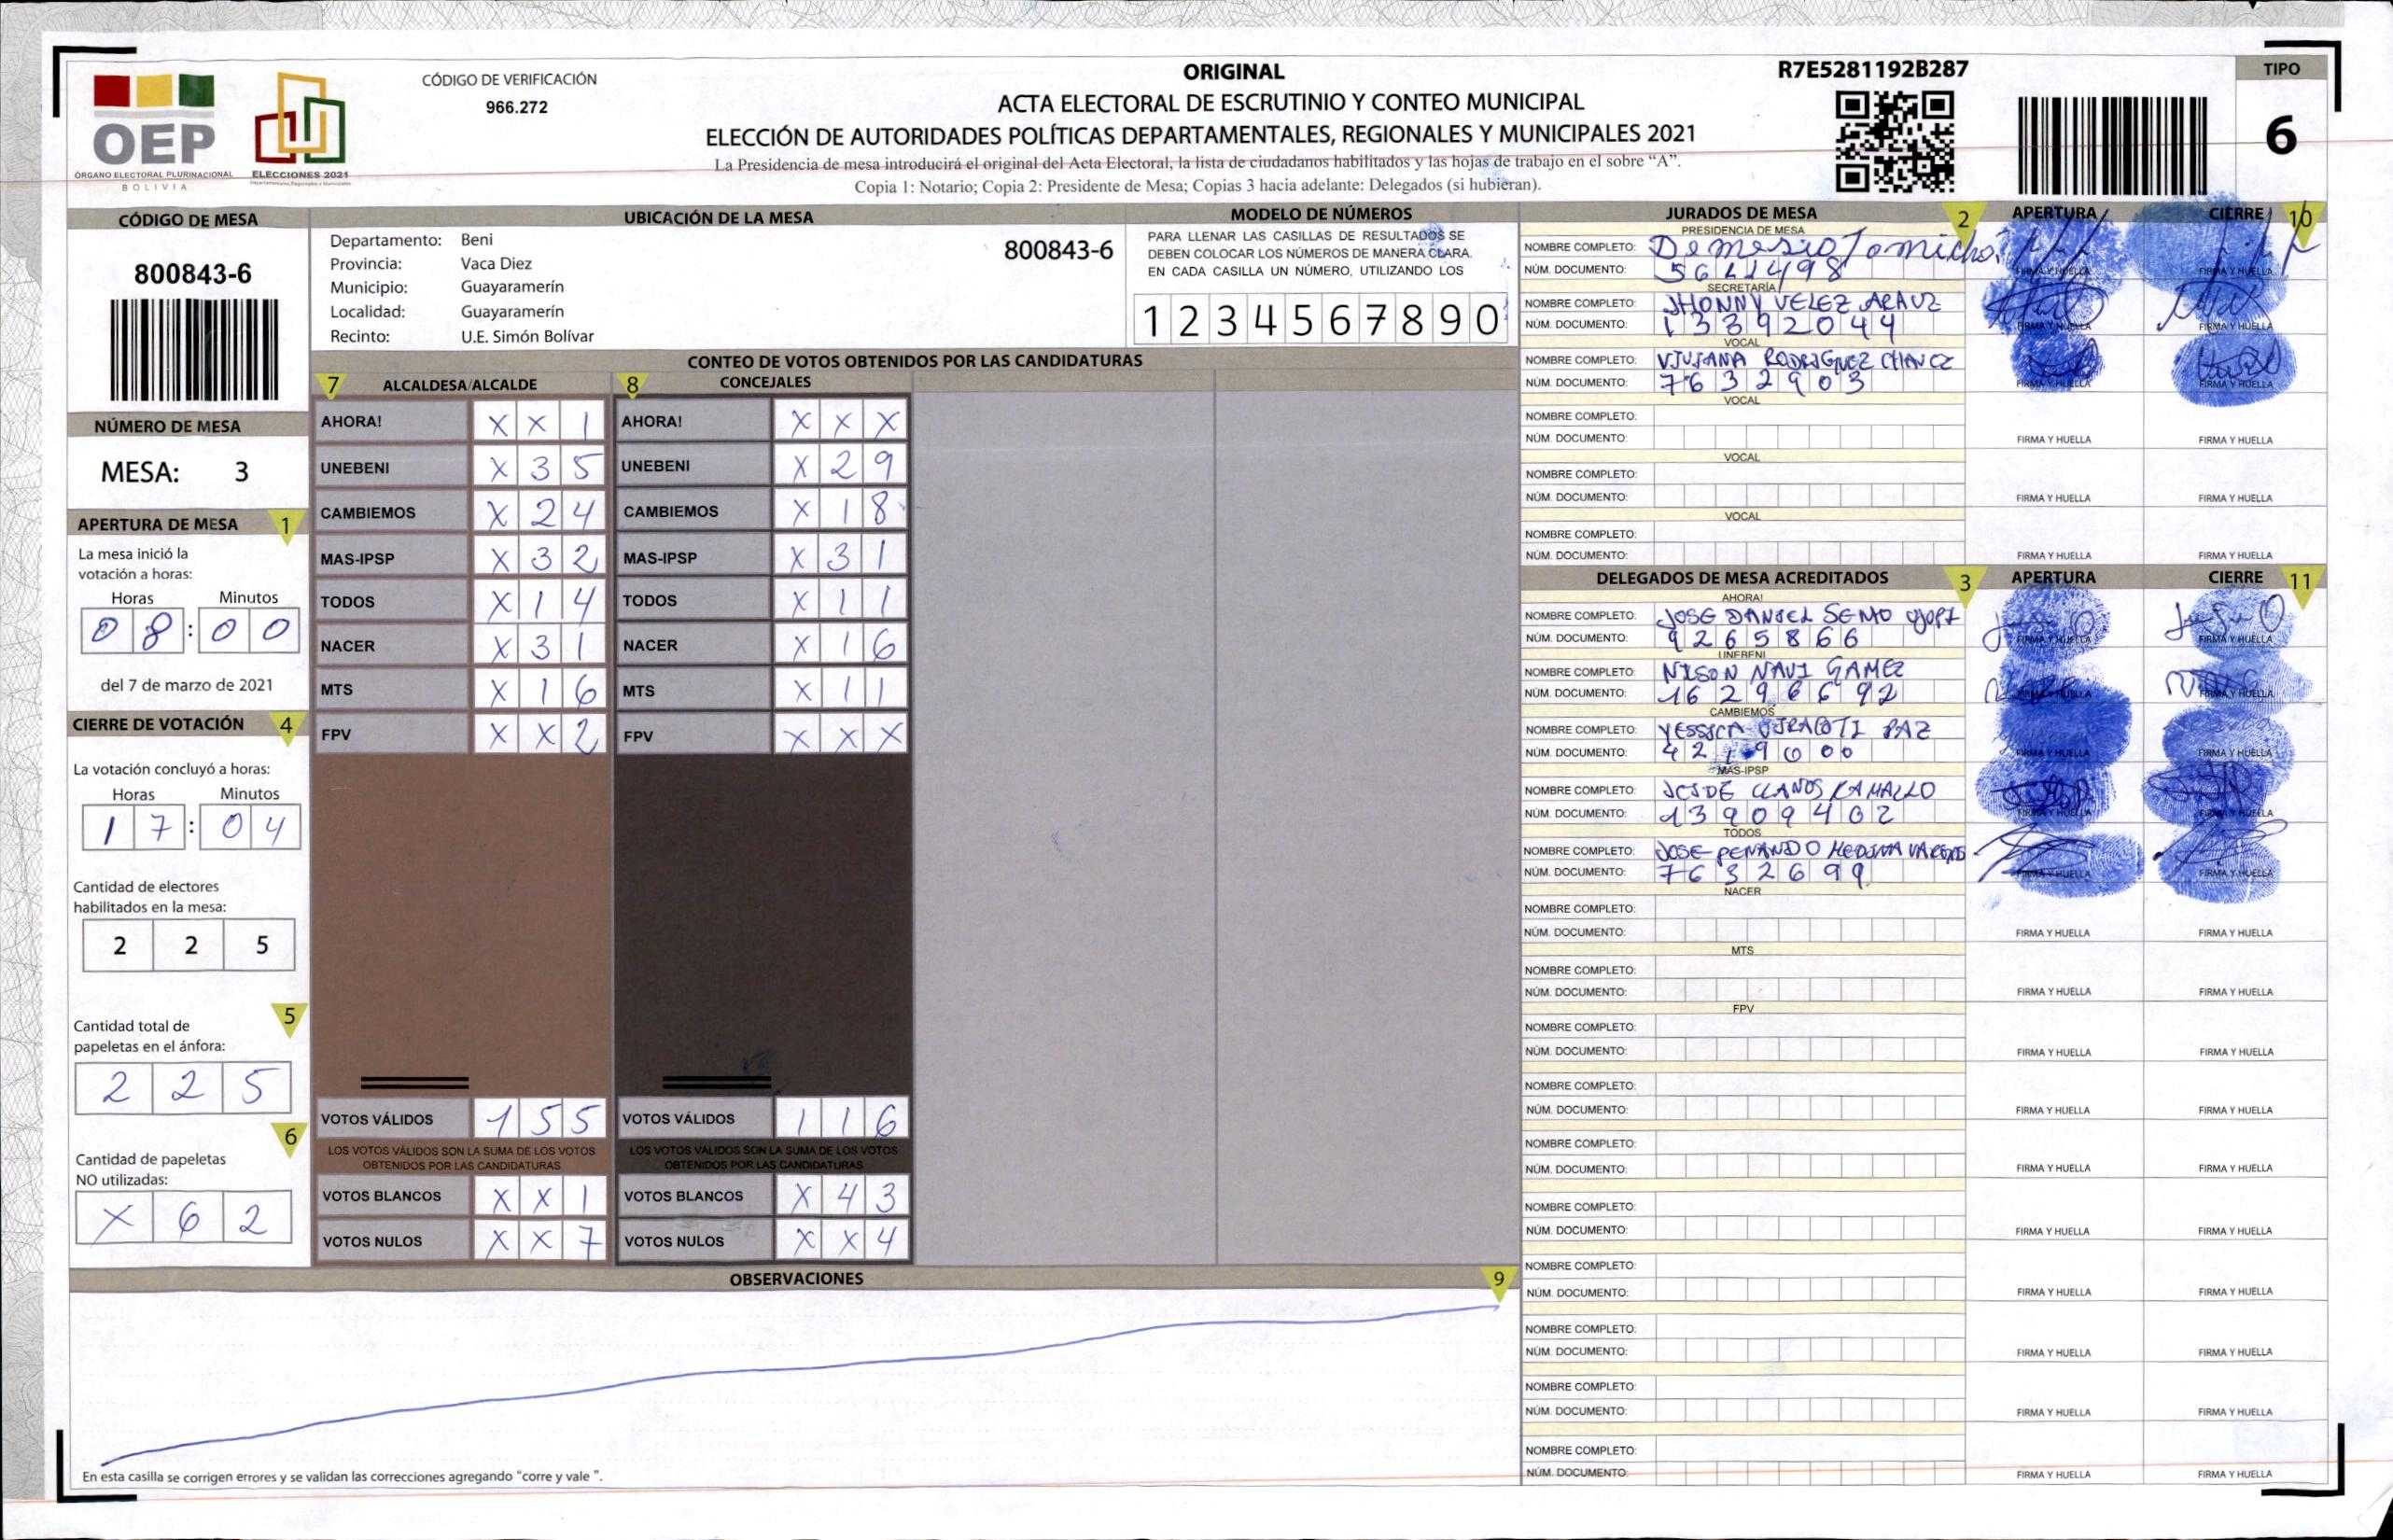 OEP
ÓRGANO ELECTORAL PLURINACIONAL
BOLIVIA
ELECCIONES 2021
CÓDIGO DE VERIFICACIÓN
966.272
ORIGINAL
ACTA ELECTORAL DE ESCRUTINIO Y CONTEO MUNICIPAL
ELECCIÓN DE AUTORIDADES POLÍTICAS DEPARTAMENTALES, REGIONALES Y MUNICIPALES 2021
La Presidencia de mesa introducirá el original del Acta Electoral, la lista de ciudadanos habilitados y las hojas de trabajo en el sobre “A”.
Copia 1: Notario; Copia 2: Presidente de Mesa; Copias 3 hacia adelante: Delegados (si hubieran).
R7E5281192B287
TIPO
6
CÓDIGO DE MESA
800843-6
NÚMERO DE MESA
MESA: 3
APERTURA DE MESA 1
La mesa inició la
votación a horas:
Horas Minutos
0 8 : 0 0
del 7 de marzo de 2021
CIERRE DE VOTACIÓN 4
La votación concluyó a horas:
Horas Minutos
1 7 : 0 4
Cantidad de electores
habilitados en la mesa:
2 2 5
5
Cantidad total de
papeletas en el ánfora:
2 2 5
6
Cantidad de papeletas
NO utilizadas:
X 6 2
UBICACIÓN DE LA MESA
Departamento: Beni
800843-6
Provincia: Vaca Diez
Municipio: Guayaramerín
Localidad: Guayaramerín
Recinto: U.E. Simón Bolívar
MODELO DE NÚMEROS
PARA LLENAR LAS CASILLAS DE RESULTADOS SE
DEBEN COLOCAR LOS NÚMEROS DE MANERA CLARA.
EN CADA CASILLA UN NÚMERO, UTILIZANDO LOS
1 2 3 4 5 6 7 8 9 0
CONTEO DE VOTOS OBTENIDOS POR LAS CANDIDATURAS
7 ALCALDESA/ALCALDE
AHORA! X X 1
UNEBENI X 3 5
CAMBIEMOS X 2 4
MAS-IPSP X 3 2
TODOS X 1 4
NACER X 3 1
MTS X 1 6
FPV X X 2
VOTOS VÁLIDOS 1 5 5
LOS VOTOS VÁLIDOS SON LA SUMA DE LOS VOTOS
OBTENIDOS POR LAS CANDIDATURAS
VOTOS BLANCOS X X 1
VOTOS NULOS X X 7
8 CONCEJALES
AHORA! X X X
UNEBENI X 2 9
CAMBIEMOS X 1 8
MAS-IPSP X 3 1
TODOS X 1 1
NACER X 1 6
MTS X 1 1
FPV X X X
VOTOS VÁLIDOS 1 1 6
LOS VOTOS VÁLIDOS SON LA SUMA DE LOS VOTOS
OBTENIDOS POR LAS CANDIDATURAS
VOTOS BLANCOS X 4 3
VOTOS NULOS X X 4
OBSERVACIONES 9
En esta casilla se corrigen errores y se validan las correcciones agregando "corre y vale ".
JURADOS DE MESA 2 APERTURA CIERRE 10
PRESIDENCIA DE MESA
NOMBRE COMPLETO: Demesio Tomicha
NÚM. DOCUMENTO: 5611498 FIRMA Y HUELLA FIRMA Y HUELLA
SECRETARÍA
NOMBRE COMPLETO: JHONNY VELEZ ARAUZ
NÚM. DOCUMENTO: 13392044 FIRMA Y HUELLA FIRMA Y HUELLA
VOCAL
NOMBRE COMPLETO: VIVIANA RODRIGUEZ CHAVEZ
NÚM. DOCUMENTO: 7632903 FIRMA Y HUELLA FIRMA Y HUELLA
VOCAL
NOMBRE COMPLETO:
NÚM. DOCUMENTO: FIRMA Y HUELLA FIRMA Y HUELLA
VOCAL
NOMBRE COMPLETO:
NÚM. DOCUMENTO: FIRMA Y HUELLA FIRMA Y HUELLA
VOCAL
NOMBRE COMPLETO:
NÚM. DOCUMENTO: FIRMA Y HUELLA FIRMA Y HUELLA
DELEGADOS DE MESA ACREDITADOS 3 APERTURA CIERRE 11
AHORA!
NOMBRE COMPLETO: JOSE DANIEL SEMO
NÚM. DOCUMENTO: 9265866 FIRMA Y HUELLA FIRMA Y HUELLA
UNEBENI
NOMBRE COMPLETO: NISON NAVI GAMEZ
NÚM. DOCUMENTO: FIRMA Y HUELLA FIRMA Y HUELLA
CAMBIEMOS
NOMBRE COMPLETO: PAZ
NÚM. DOCUMENTO: FIRMA Y HUELLA FIRMA Y HUELLA
MAS-IPSP
NOMBRE COMPLETO: LLANOS RAMALLO
NÚM. DOCUMENTO: 13909402 FIRMA Y HUELLA FIRMA Y HUELLA
TODOS
NOMBRE COMPLETO: JOSE MEDINA
NÚM. DOCUMENTO: 7632699 FIRMA Y HUELLA FIRMA Y HUELLA
NACER
NOMBRE COMPLETO:
NÚM. DOCUMENTO: FIRMA Y HUELLA FIRMA Y HUELLA
MTS
NOMBRE COMPLETO:
NÚM. DOCUMENTO: FIRMA Y HUELLA FIRMA Y HUELLA
FPV
NOMBRE COMPLETO:
NÚM. DOCUMENTO: FIRMA Y HUELLA FIRMA Y HUELLA
NOMBRE COMPLETO:
NÚM. DOCUMENTO: FIRMA Y HUELLA FIRMA Y HUELLA
NOMBRE COMPLETO:
NÚM. DOCUMENTO: FIRMA Y HUELLA FIRMA Y HUELLA
NOMBRE COMPLETO:
NÚM. DOCUMENTO: FIRMA Y HUELLA FIRMA Y HUELLA
NOMBRE COMPLETO:
NÚM. DOCUMENTO: FIRMA Y HUELLA FIRMA Y HUELLA
NOMBRE COMPLETO:
NÚM. DOCUMENTO: FIRMA Y HUELLA FIRMA Y HUELLA
NOMBRE COMPLETO:
NÚM. DOCUMENTO: FIRMA Y HUELLA FIRMA Y HUELLA
NOMBRE COMPLETO:
NÚM. DOCUMENTO: FIRMA Y HUELLA FIRMA Y HUELLA